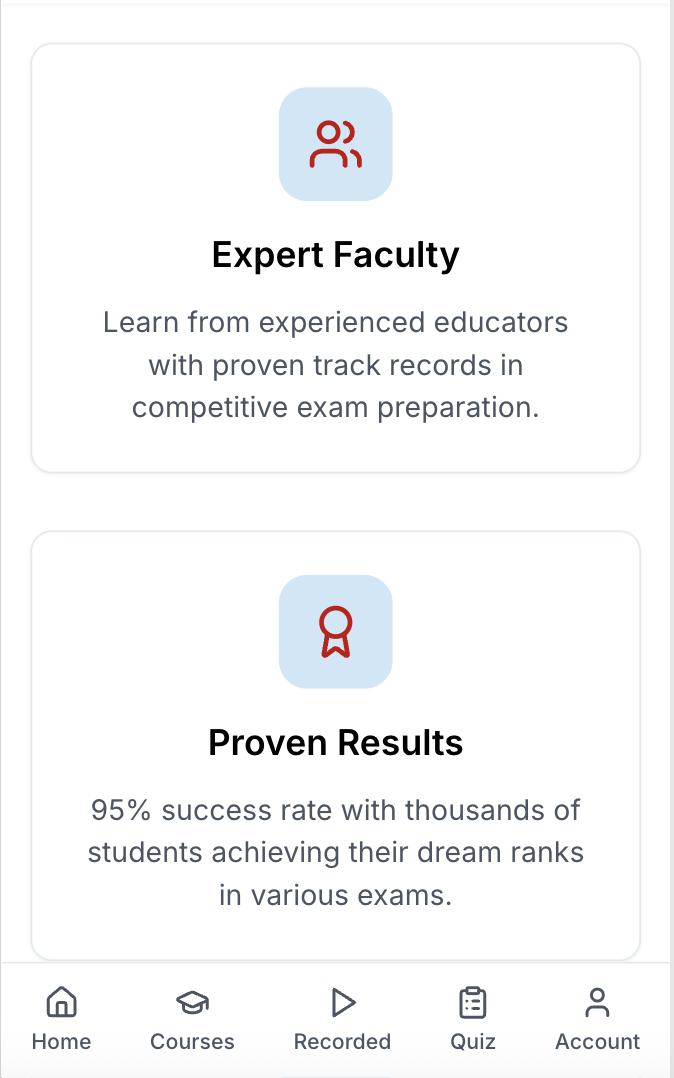 Expert Faculty
Learn from experienced educators
with proven track records in
competitive exam preparation.
Proven Results
95% success rate with thousands of
students achieving their dream ranks
in various exams.
Home
Courses
Recorded
Quiz
Account